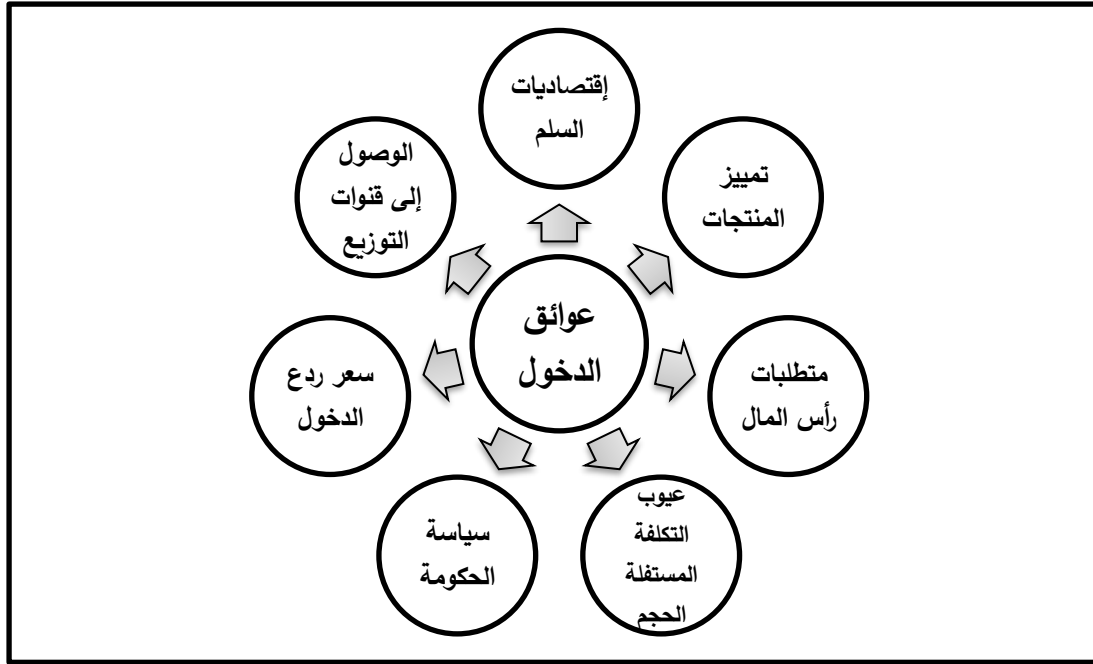 إقتصاديات
السلم
تمييز
المنتجات
متطلبات
رأس المال
عيوب
التكلفة
المستفلة
الحجم
سياسة
الحكومة
سعر ردع
الدخول
الوصول
إلى قنوات
التوزيع
عوائق
الدخول